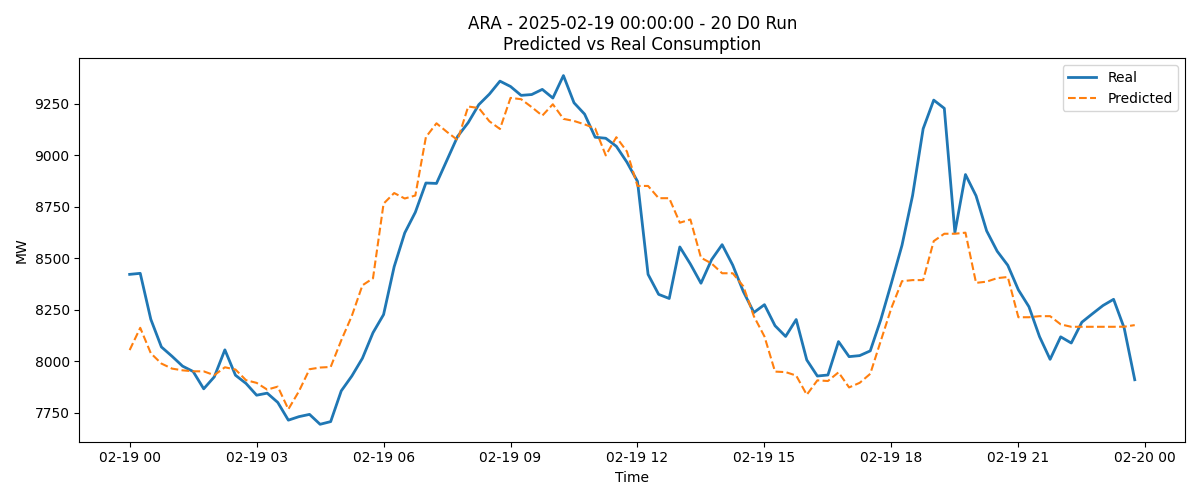 ARA - 2025-02-19 00:00:00 - 20 D0 Run
Predicted vs Real Consumption
Real
Predicted
9250
9000
8750
8500
8250
8000
7750
MW
02-19 00
02-19 03
02-19 06
02-19 09
02-19 12
02-19 15
02-19 18
02-19 21
02-20 00
Time